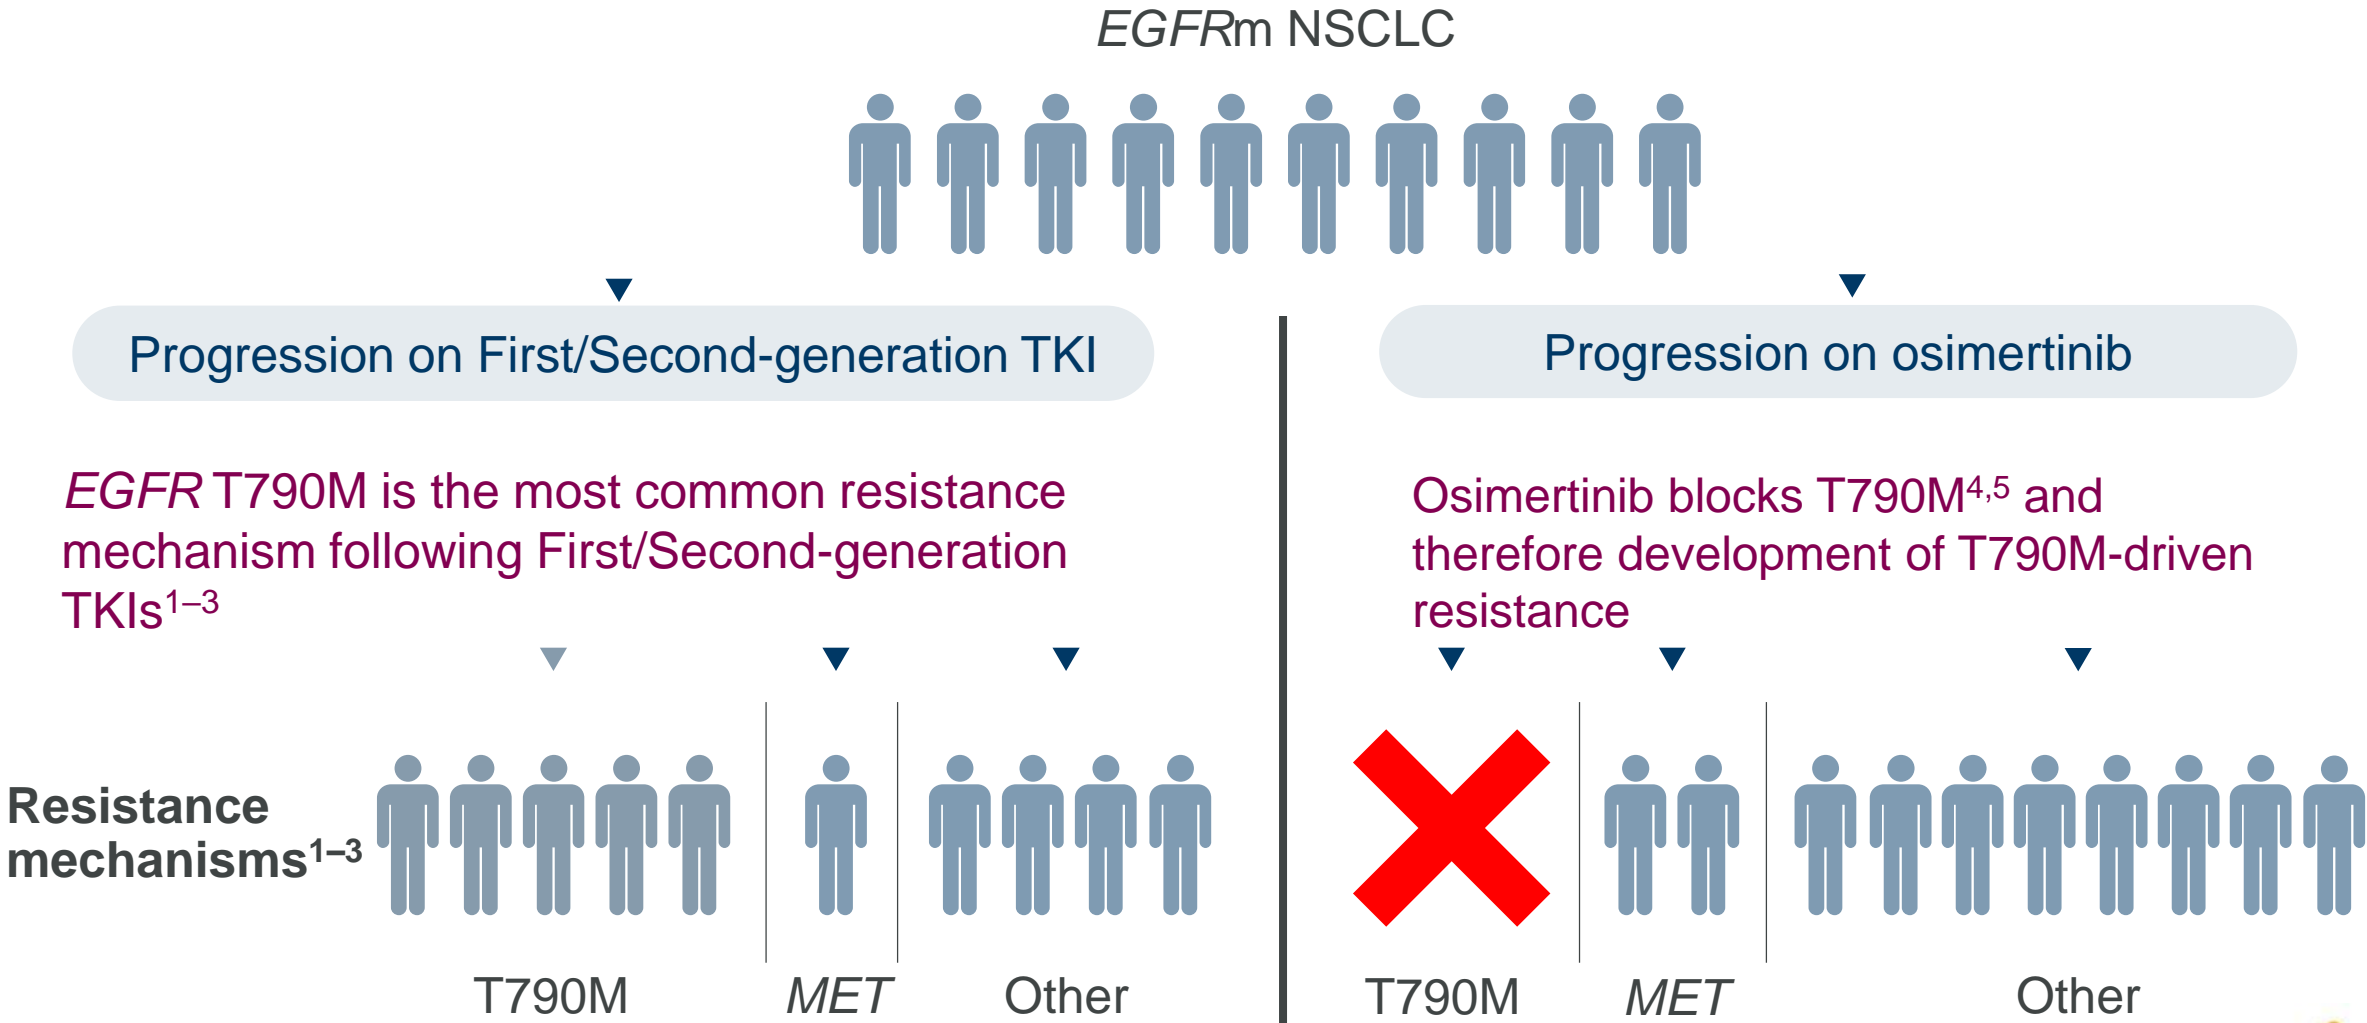 EGFRm NSCLC
Progression on First/Second-generation TKI
EGFR T790M is the most common resistance
mechanism following First/Second-generation
TKIs1–3
Progression on osimertinib
Osimertinib blocks T790M4,5 and
therefore development of T790M-driven
resistance
Resistance
mechanisms1–3
T790M
MET
Other
T790M
MET
Other